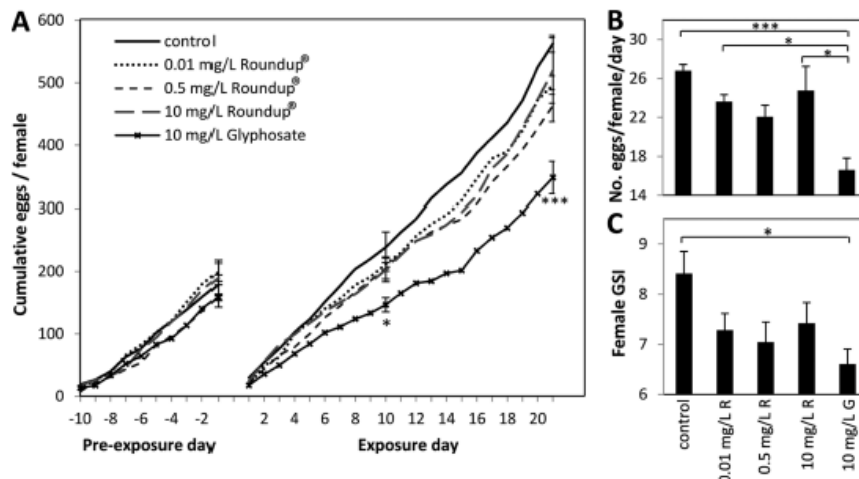 A
600
500
400
300
200
100
0
Cumulative eggs / female
control
0.01 mg/L Roundup®
0.5 mg/L Roundup®
10 mg/L Roundup®
10 mg/L Glyphosate
*
***
-10 -8 -6 -4 -2 2 4 6 8 10 12 14 16 18 20
Pre-exposure day Exposure day
B
30
26
22
18
14
No. eggs/female/day
***
*
*
C
9
8
7
6
Female GSI
*
control
0.01 mg/L R
0.5 mg/L R
10 mg/L R
10 mg/L G